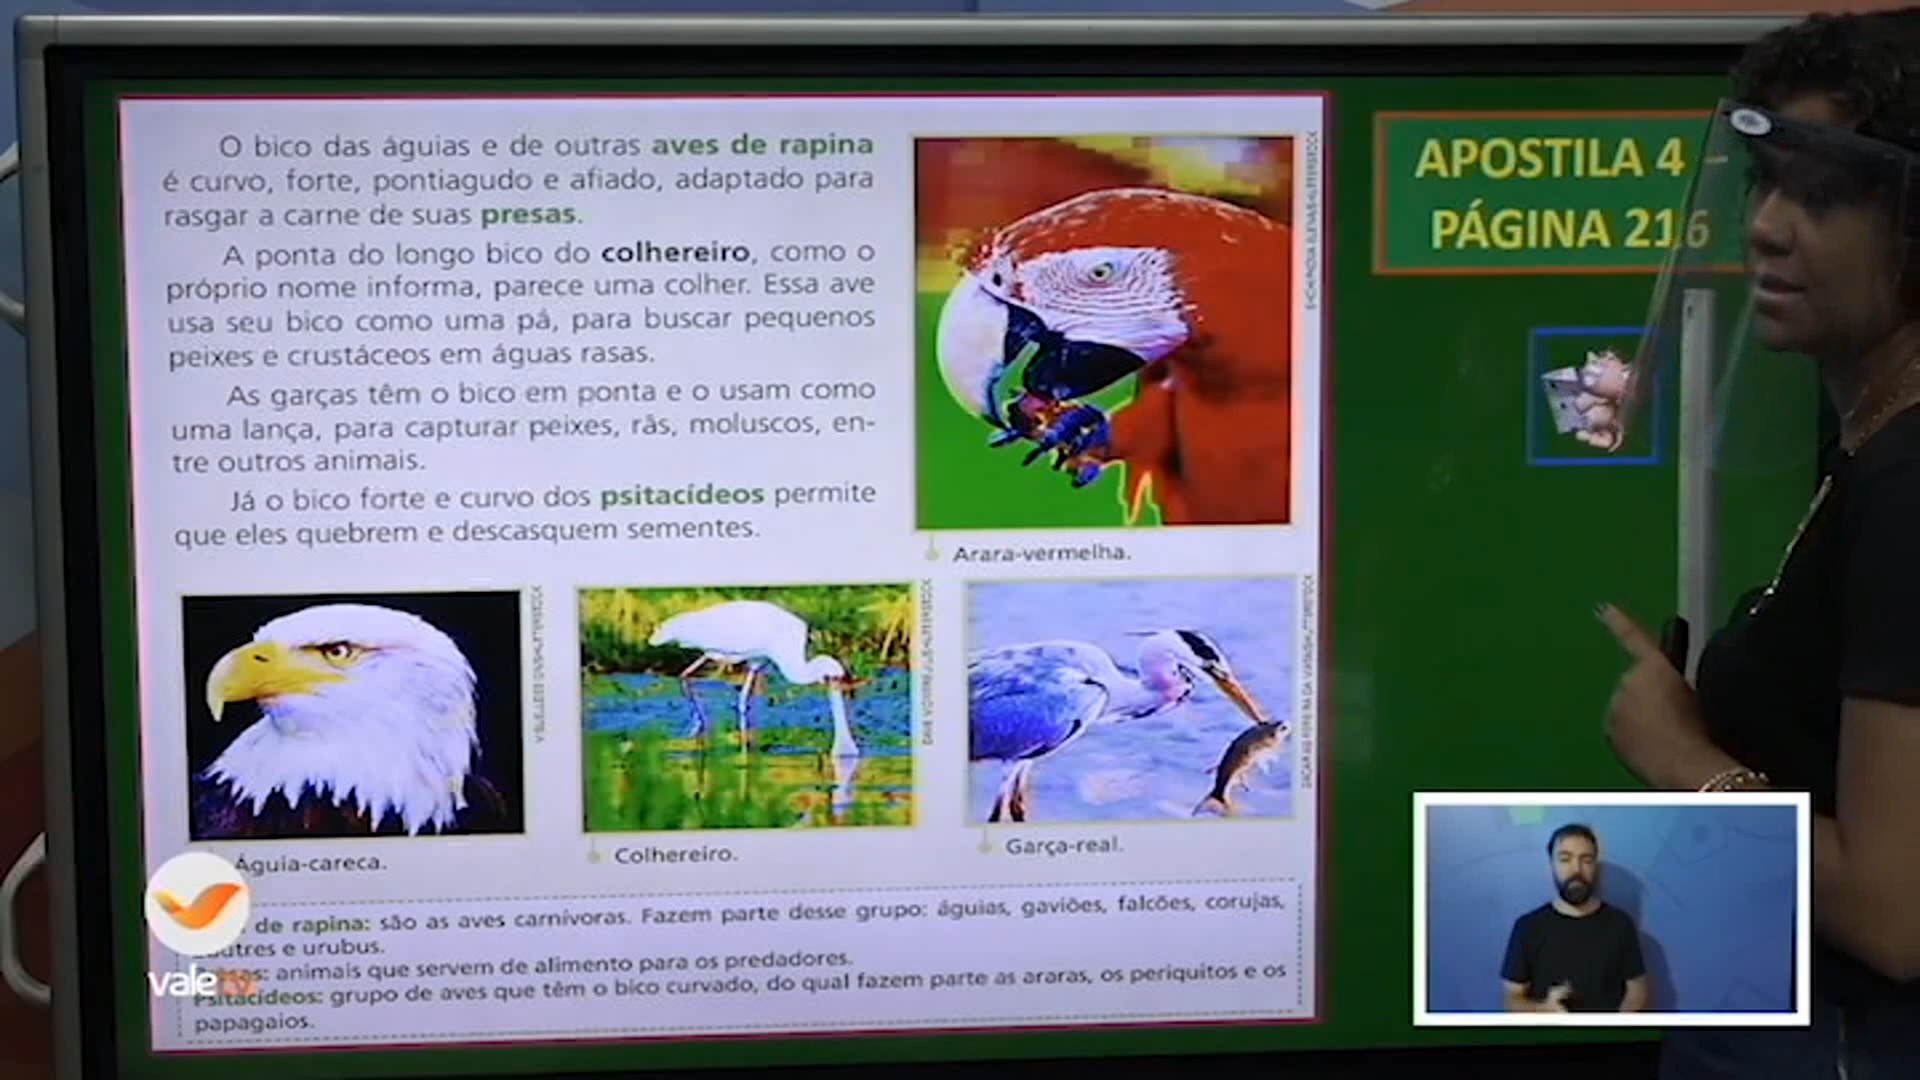 O bico das águias e de outras aves de rapina
é curvo, forte, pontiagudo e afiado, adaptado para
rasgar a carne de suas presas.
A ponta do longo bico do colhereiro, como o
próprio nome informa, parece uma colher. Essa ave
usa seu bico como uma pá, para buscar pequenos
peixes e crustáceos em águas rasas.
As garças têm o bico em ponta e o usam como
uma lança, para capturar peixes, rãs, moluscos, en-
tre outros animais.
Já o bico forte e curvo dos psitacídeos permite
que eles quebrem e descasquem sementes.
Arara-vermelha.
Águia-careca.
Colhereiro.
Garça-real.
de rapina: são as aves carnívoras. Fazem parte desse grupo: águias, gaviões, falcões, corujas,
e urubus.
animais que servem de alimento para os predadores.
Psitacídeos: grupo de aves que têm o bico curvado, do qual fazem parte as araras, os periquitos e os
papagaios.
APOSTILA 4 –
PÁGINA 216
vale tv